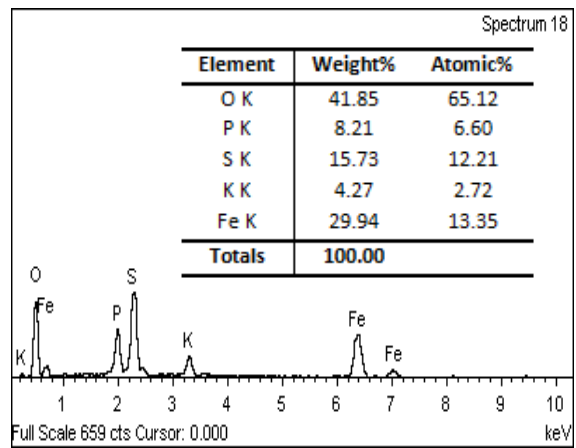 Spectrum 18
Element Weight% Atomic%
O K 41.85 65.12
P K 8.21 6.60
S K 15.73 12.21
K K 4.27 2.72
Fe K 29.94 13.35
Totals 100.00
O
S
Fe
P
K
K
Fe
Fe
1 2 3 4 5 6 7 8 9 10
Full Scale 659 cts Cursor: 0.000 keV